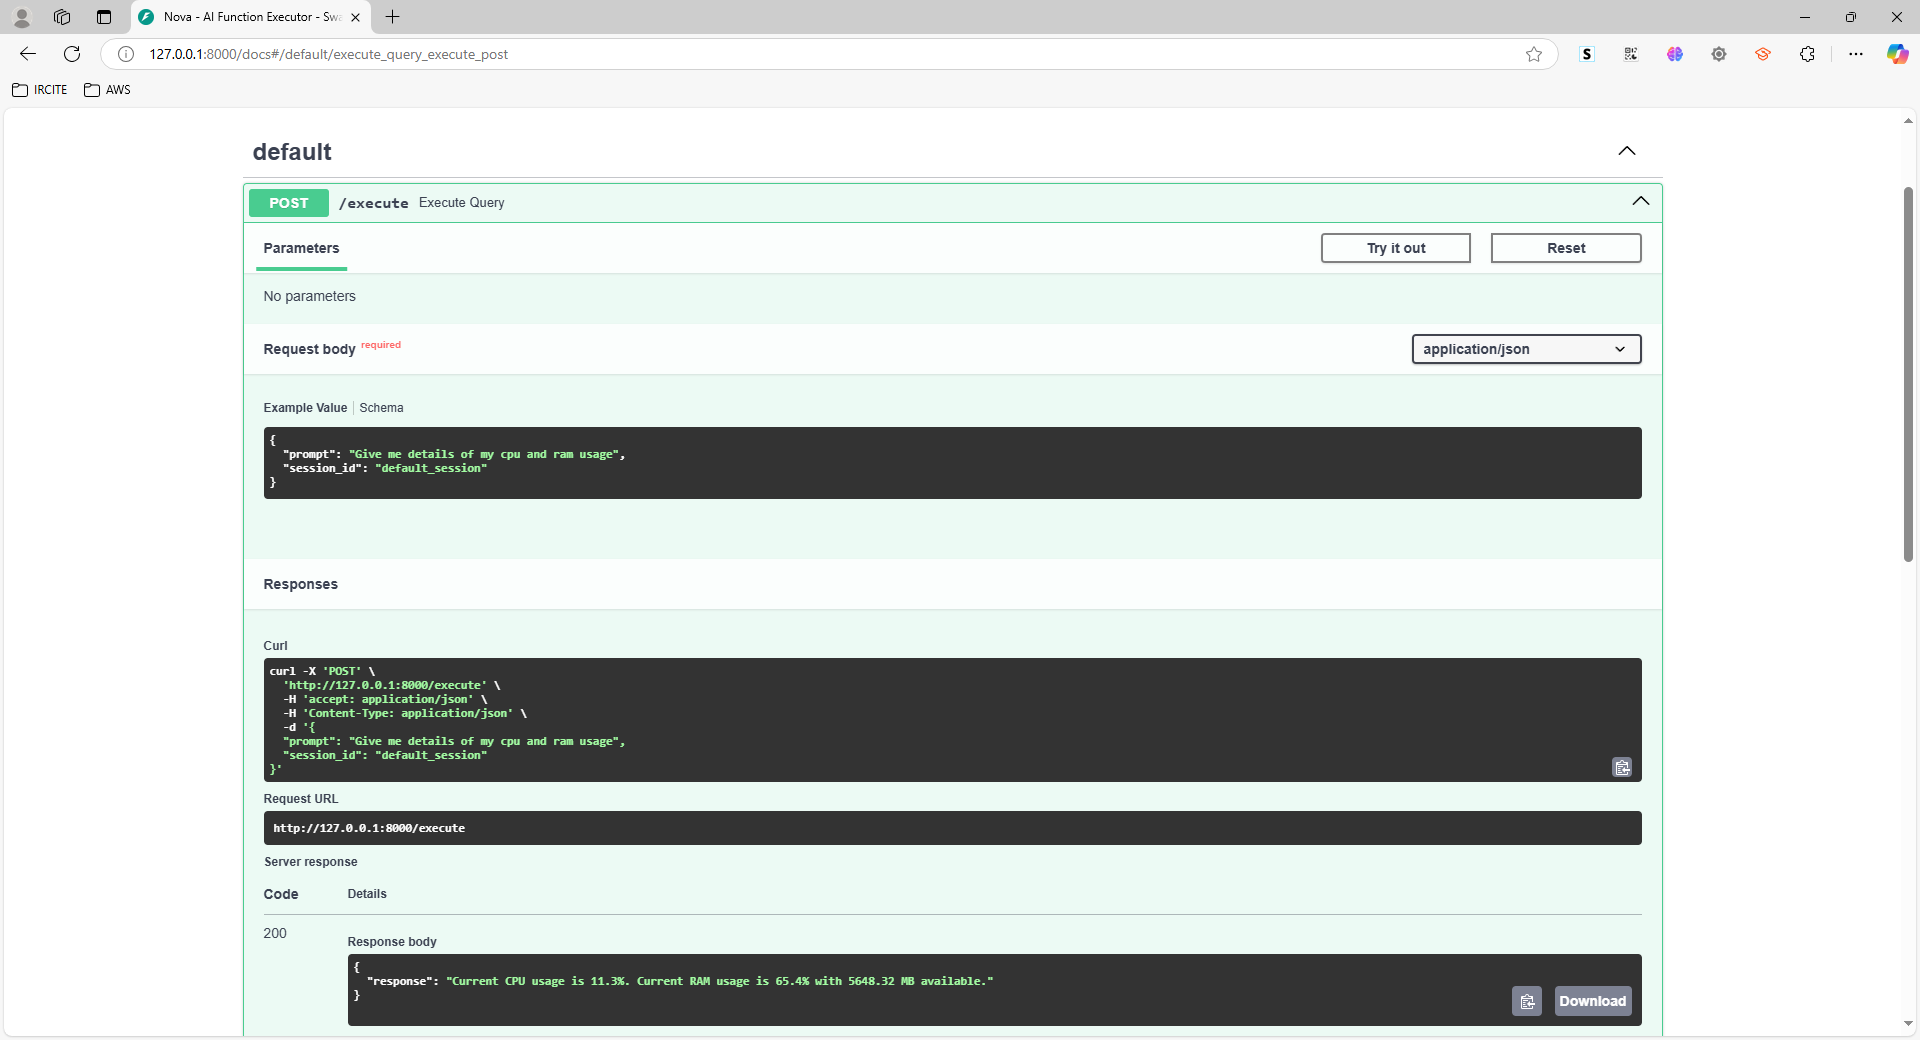 Nova - AI Function Executor - Swa
127.0.0.1:8000/docs#/default/execute_query_execute_post
IRCITE AWS
default
POST /execute Execute Query
Parameters Try it out Reset
No parameters
Request body required application/json
Example Value Schema
{
"prompt": "Give me details of my cpu and ram usage",
"session_id": "default_session"
}
Responses
Curl
curl -X 'POST' \
'http://127.0.0.1:8000/execute' \
-H 'accept: application/json' \
-H 'Content-Type: application/json' \
-d '{
"prompt": "Give me details of my cpu and ram usage",
"session_id": "default_session"
}'
Request URL
http://127.0.0.1:8000/execute
Server response
Code Details
200
Response body
{
"response": "Current CPU usage is 11.3%. Current RAM usage is 65.4% with 5648.32 MB available."
}
Download